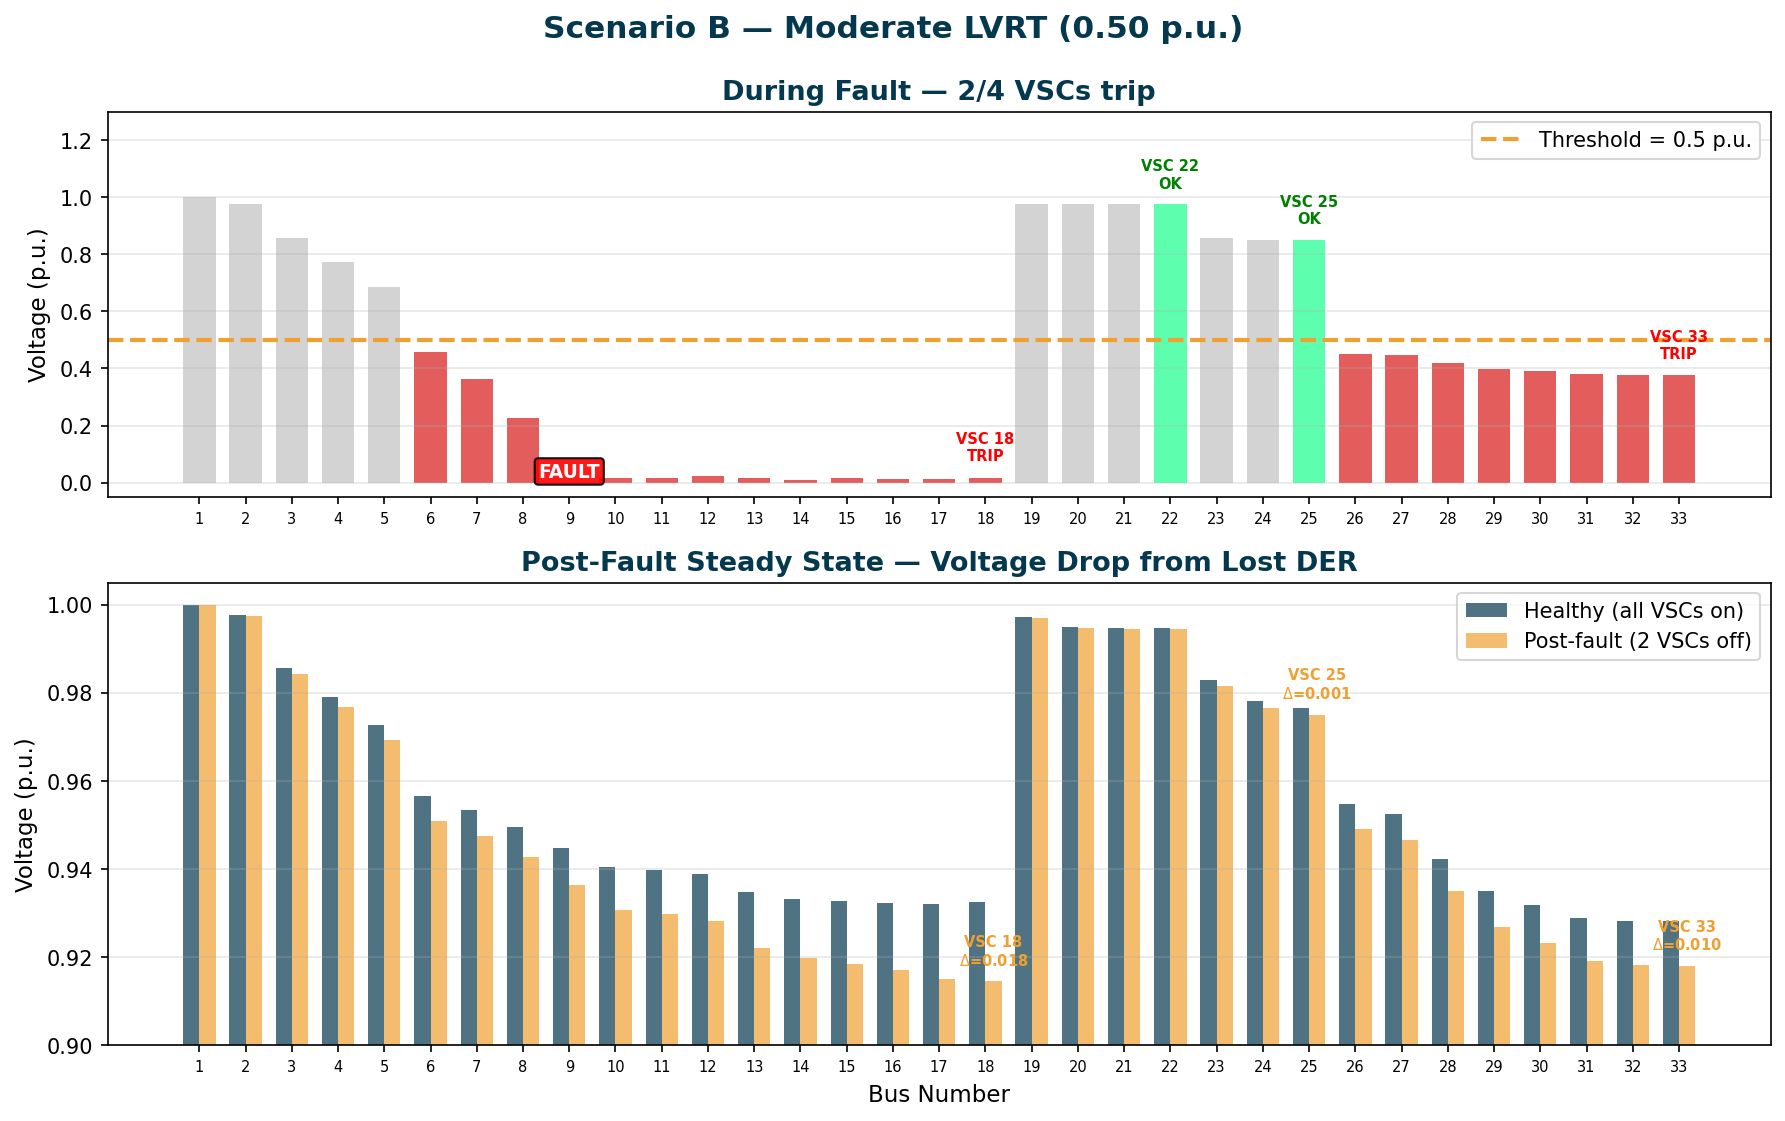 Scenario B — Moderate LVRT (0.50 p.u.)
During Fault — 2/4 VSCs trip
Voltage (p.u.)
1.2
1.0
0.8
0.6
0.4
0.2
0.0
Threshold = 0.5 p.u.
VSC 22
OK
VSC 25
OK
VSC 33
TRIP
VSC 18
TRIP
FAULT
1 2 3 4 5 6 7 8 9 10 11 12 13 14 15 16 17 18 19 20 21 22 23 24 25 26 27 28 29 30 31 32 33
Post-Fault Steady State — Voltage Drop from Lost DER
Voltage (p.u.)
1.00
0.98
0.96
0.94
0.92
0.90
Healthy (all VSCs on)
Post-fault (2 VSCs off)
VSC 25
Δ=0.001
VSC 18
Δ=0.018
VSC 33
Δ=0.010
1 2 3 4 5 6 7 8 9 10 11 12 13 14 15 16 17 18 19 20 21 22 23 24 25 26 27 28 29 30 31 32 33
Bus Number